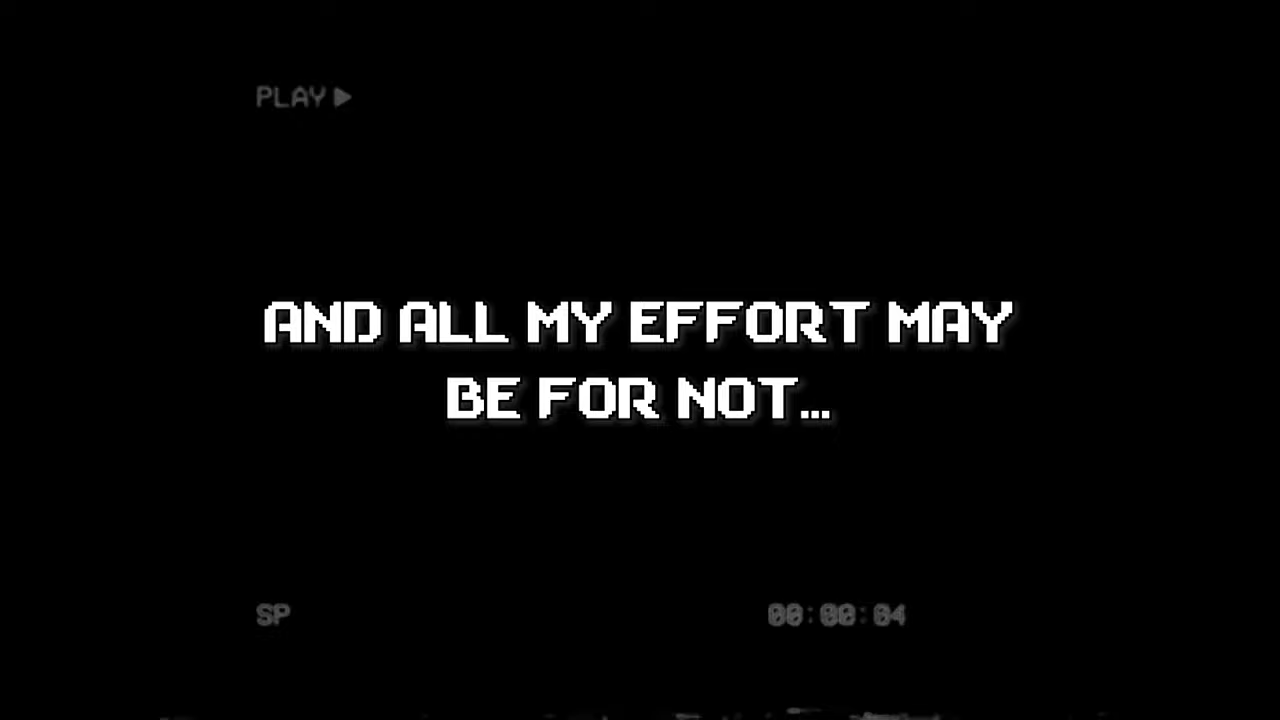 PLAY ▶
AND ALL MY EFFORT MAY
BE FOR NOT...
SP
00:00:04